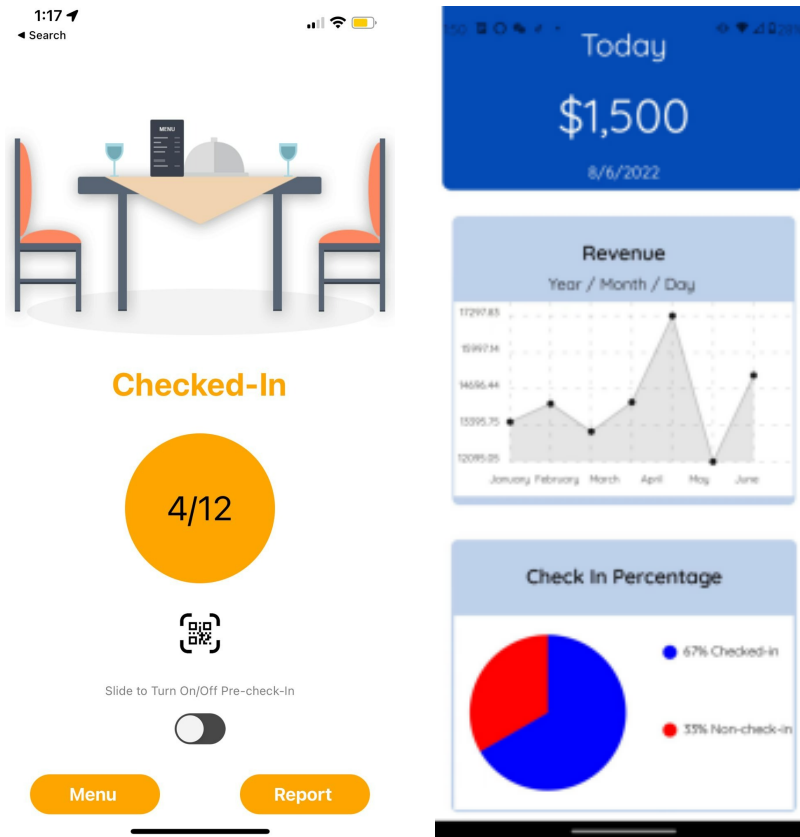 1:17
◀ Search
MENU
Checked-In
4/12
Slide to Turn On/Off Pre-check-In
Menu
Report
Today
$1,500
8/6/2022
Revenue
Year / Month / Day
17297.83
15997.14
14696.44
13395.75
12095.05
January February March April May June
Check In Percentage
67% Checked-in
33% Non-check-in